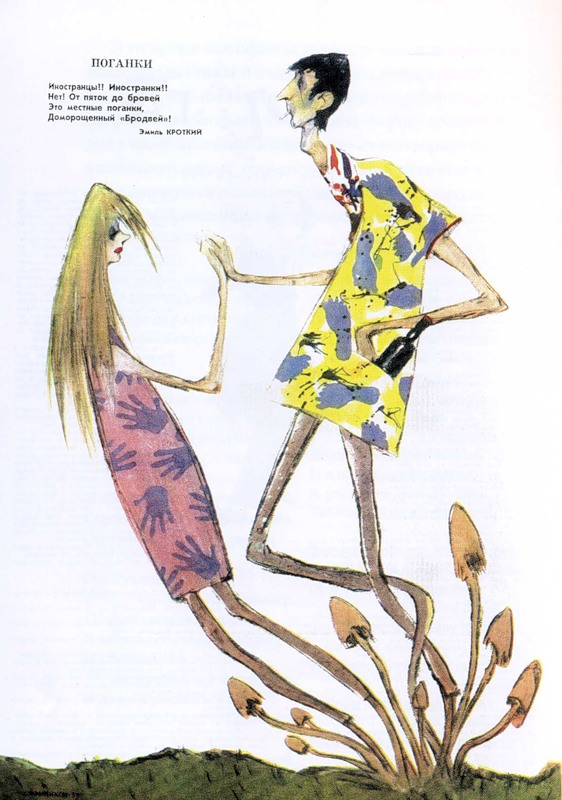 ПОГАНКИ
Иностранцы!! Иностранки!!
Нет! От пяток до бровей
Это местные поганки,
Доморощенный «Бродвей»!
Эмиль КРОТКИЙ